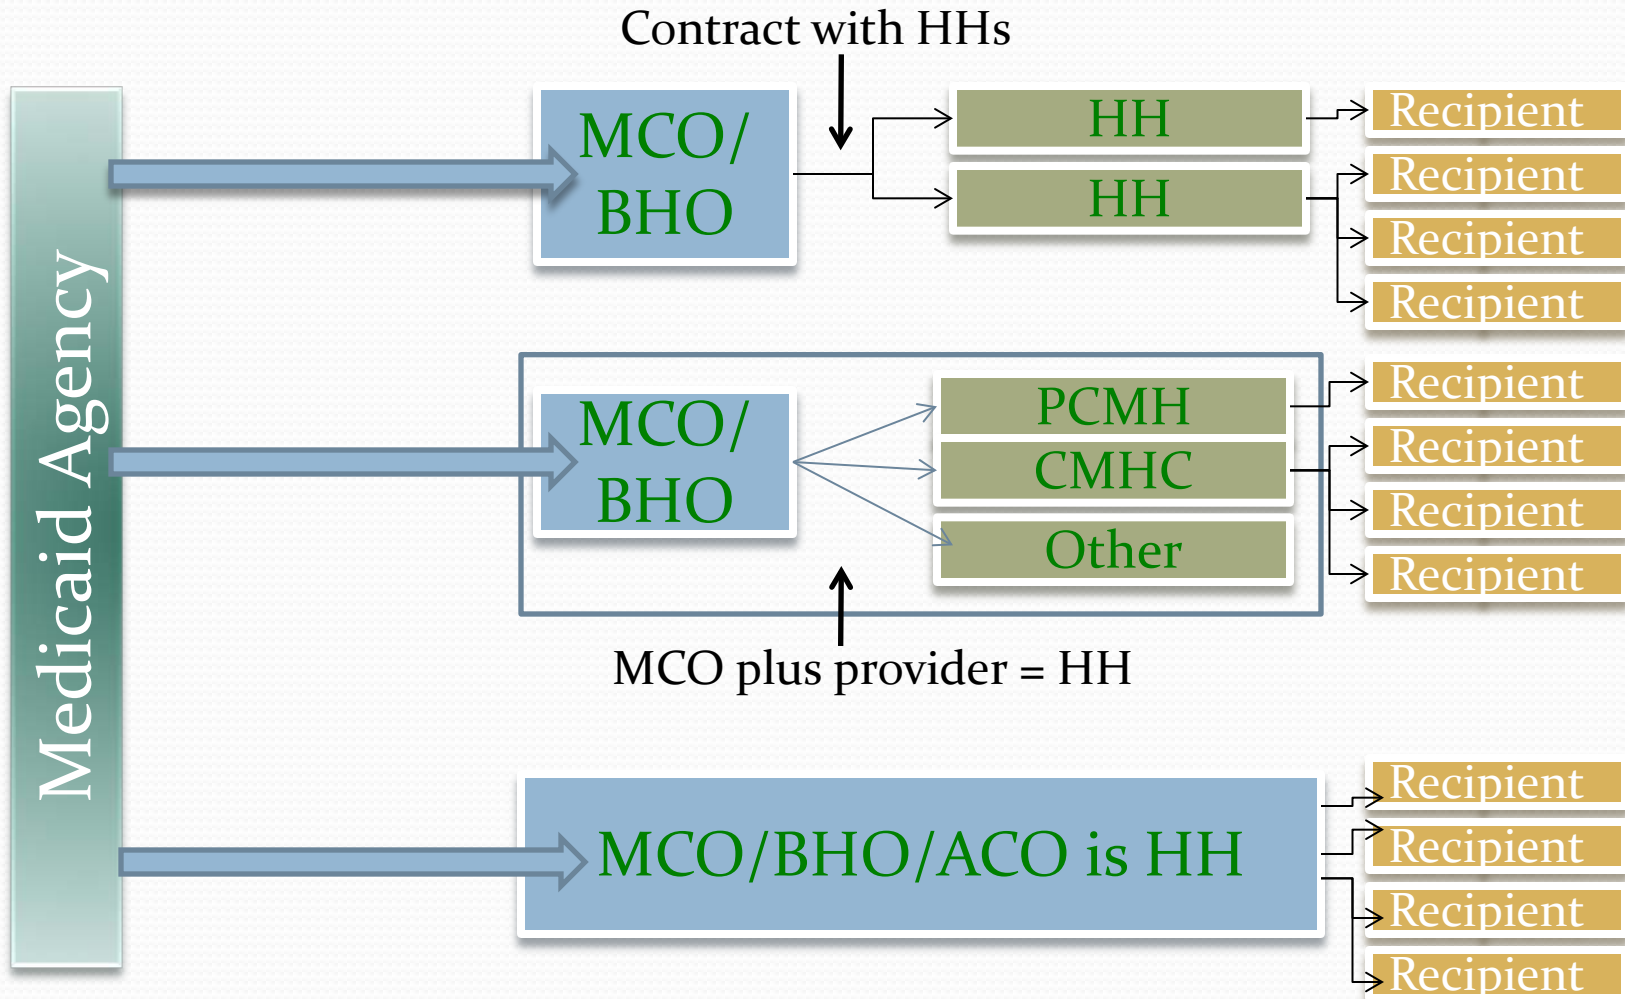 Contract with HHs
Medicaid Agency
MCO/
BHO
HH
HH
Recipient
Recipient
Recipient
Recipient
MCO/
BHO
PCMH
CMHC
Other
Recipient
Recipient
Recipient
Recipient
MCO plus provider = HH
MCO/BHO/ACO is HH
Recipient
Recipient
Recipient
Recipient